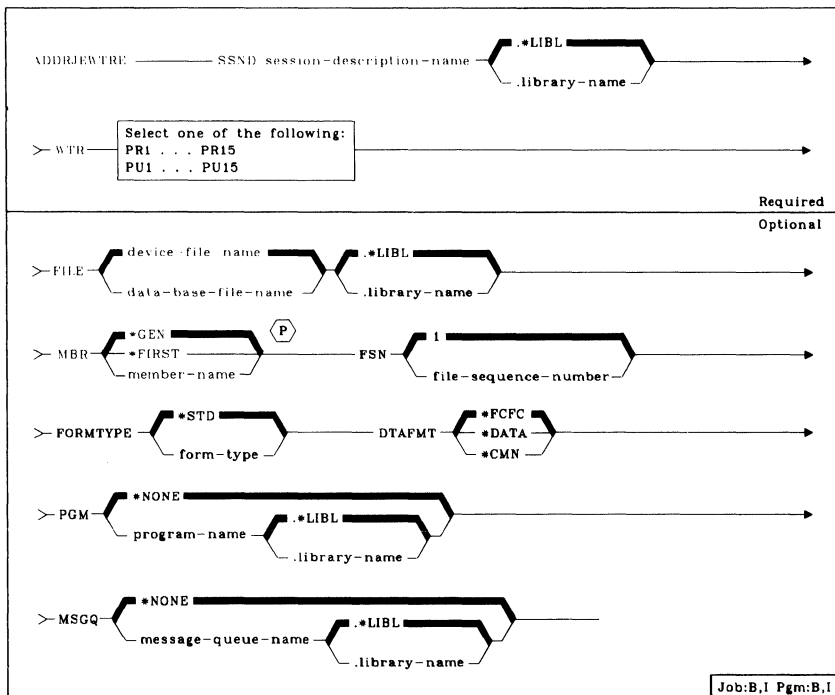 ADDRJEWTRE SSND session-description-name .*LIBL
.library-name
WTR Select one of the following:
PR1 . . . PR15
PU1 . . . PU15
Required
Optional
FILE device-file-name .*LIBL
data-base-file-name .library-name
MBR *GEN P FSN 1
*FIRST
member-name file-sequence-number
FORMTYPE *STD DTAFMT *FCFC
form-type *DATA
*CMN
PGM *NONE
program-name .*LIBL
.library-name
MSGQ *NONE
message-queue-name .*LIBL
.library-name
Job:B,I Pgm:B,I